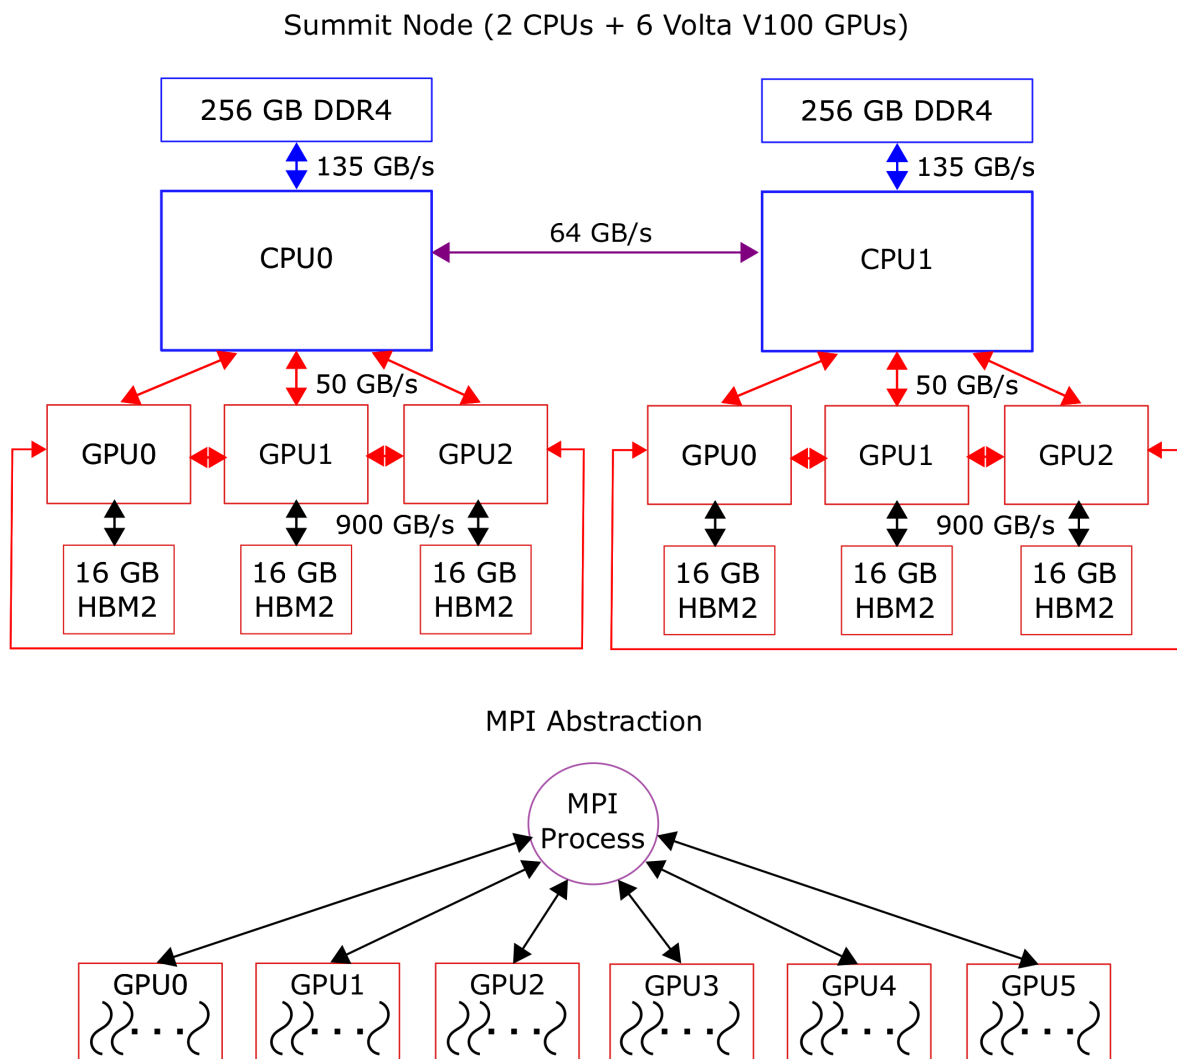 Summit Node (2 CPUs + 6 Volta V100 GPUs)
256 GB DDR4
256 GB DDR4
135 GB/s
135 GB/s
CPU0
64 GB/s
CPU1
50 GB/s
50 GB/s
GPU0
GPU1
GPU2
GPU0
GPU1
GPU2
900 GB/s
900 GB/s
16 GB
HBM2
16 GB
HBM2
16 GB
HBM2
16 GB
HBM2
16 GB
HBM2
16 GB
HBM2
MPI Abstraction
MPI
Process
GPU0
GPU1
GPU2
GPU3
GPU4
GPU5